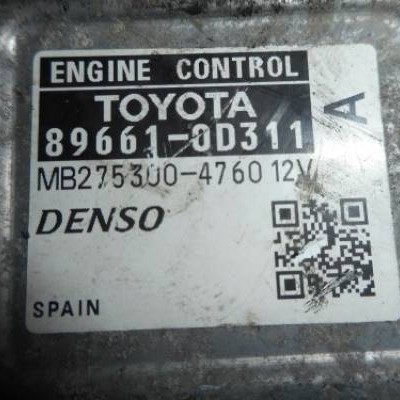 ENGINE CONTROL
TOYOTA
A
89661-0D311
MB275300-4760 12V
DENSO
SPAIN